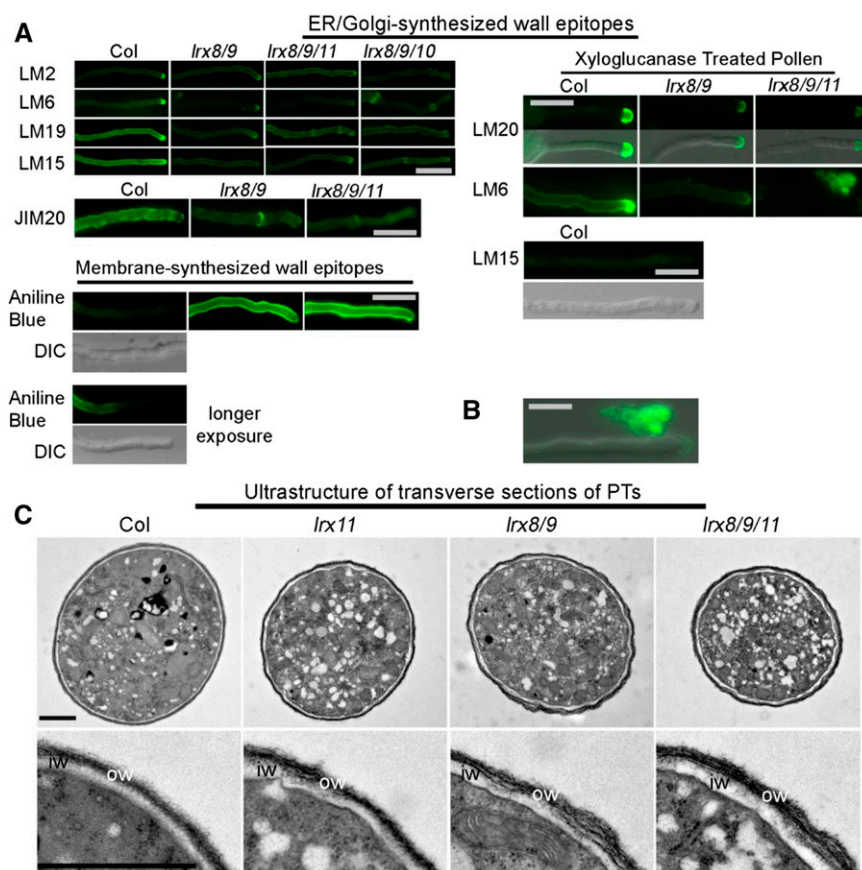 ER/Golgi-synthesized wall epitopes
A
Col lrx8/9 lrx8/9/11 lrx8/9/10
LM2
LM6
LM19
LM15
JIM20
Col lrx8/9 lrx8/9/11
Xyloglucanase Treated Pollen
Col lrx8/9 lrx8/9/11
LM20
LM6
Col
LM15
Membrane-synthesized wall epitopes
Aniline
Blue
DIC
Aniline
Blue
DIC
longer
exposure
B
Ultrastructure of transverse sections of PTs
C
Col lrx11 lrx8/9 lrx8/9/11
iw ow
iw ow
iw ow
iw ow